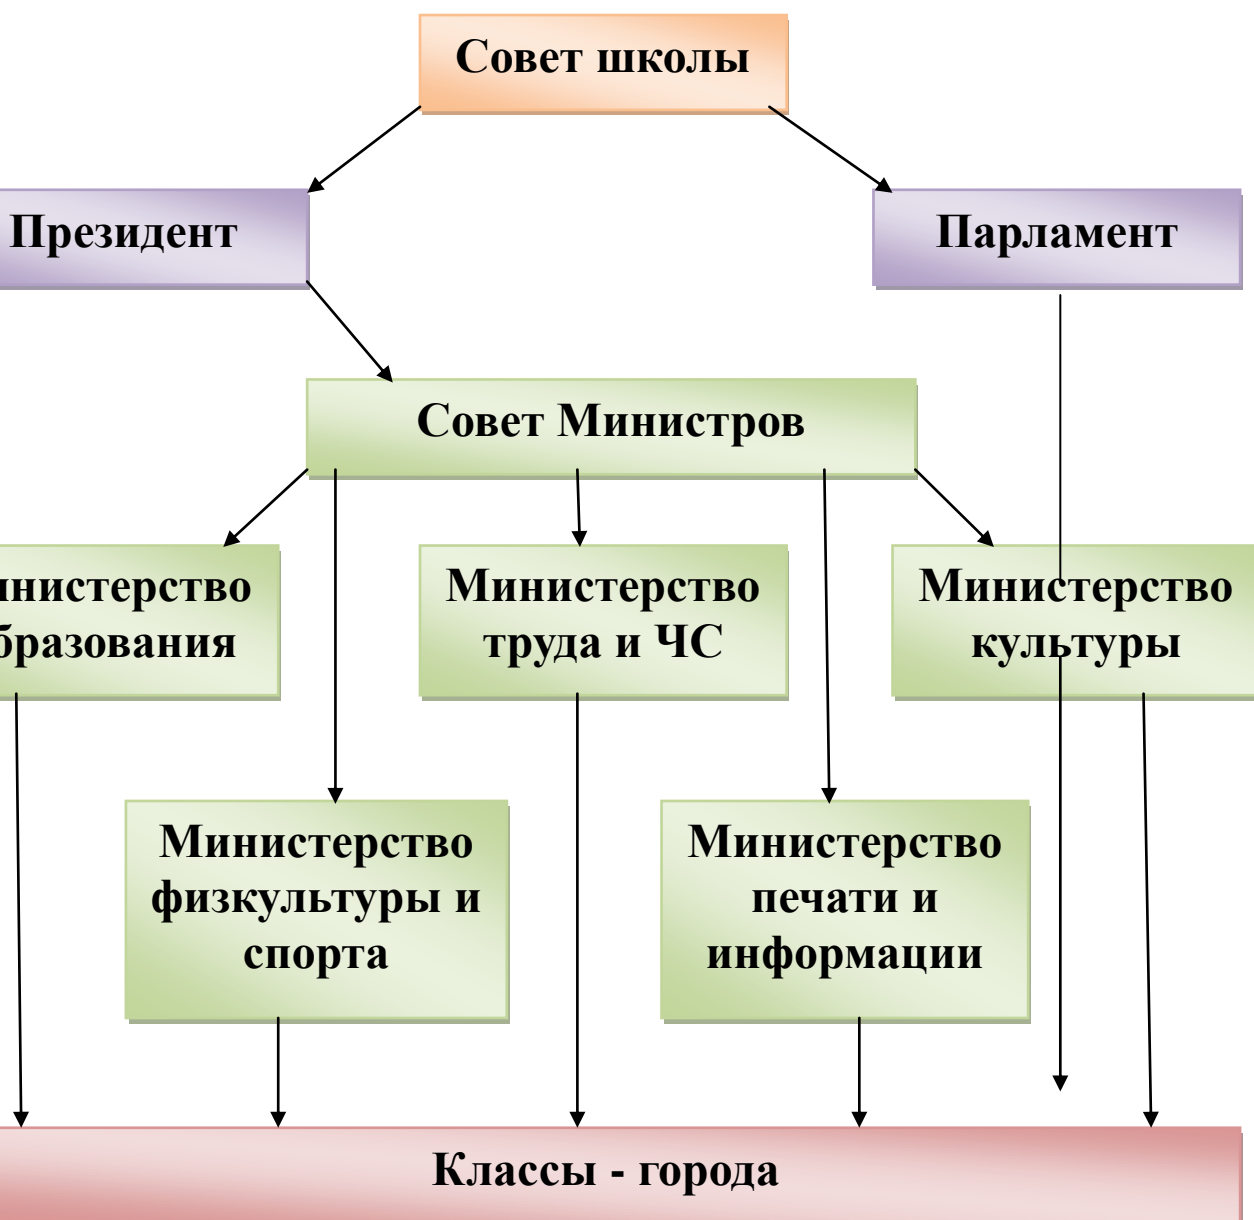 Совет школы
Президент
Парламент
Совет Министров
нистерство
бразования
Министерство
труда и ЧС
Министерство
культуры
Министерство
физкультуры и
спорта
Министерство
печати и
информации
Классы - города